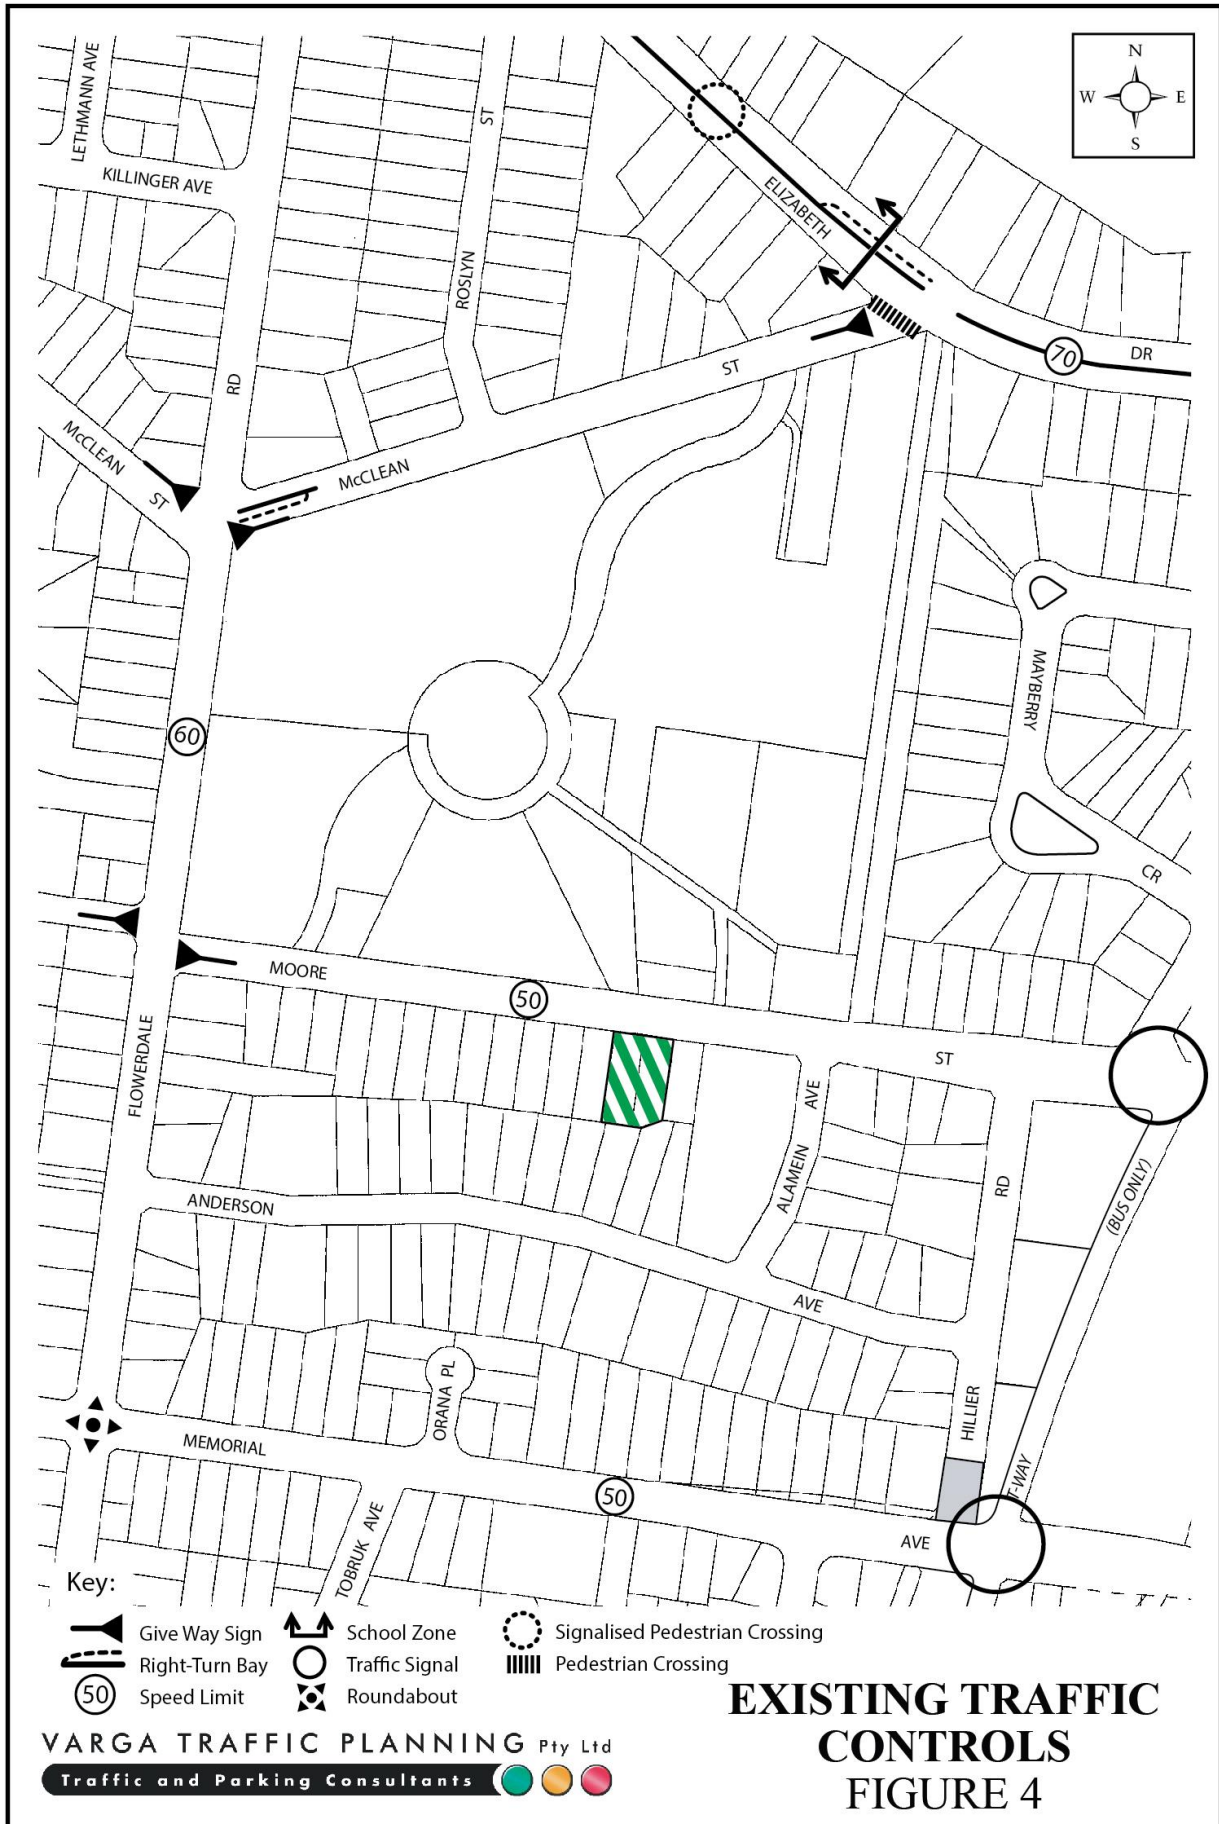 N
W E
S
LETHMANN AVE
KILLINGER AVE
ST
ROSLYN
ELIZABETH
70
DR
RD
ST
McCLEAN
ST
McCLEAN
60
MAYBERRY
CR
MOORE
50
ST
FLOWERDALE
AVE
ALAMEIN
RD
(BUS ONLY)
ANDERSON
AVE
ORANA PL
HILLIER
MEMORIAL
T-WAY
50
AVE
TOBRUK AVE
Key:
Give Way Sign
School Zone
Signalised Pedestrian Crossing
Right-Turn Bay
Traffic Signal
Pedestrian Crossing
50
Speed Limit
Roundabout
EXISTING TRAFFIC
CONTROLS
FIGURE 4
VARGA TRAFFIC PLANNING Pty Ltd
Traffic and Parking Consultants